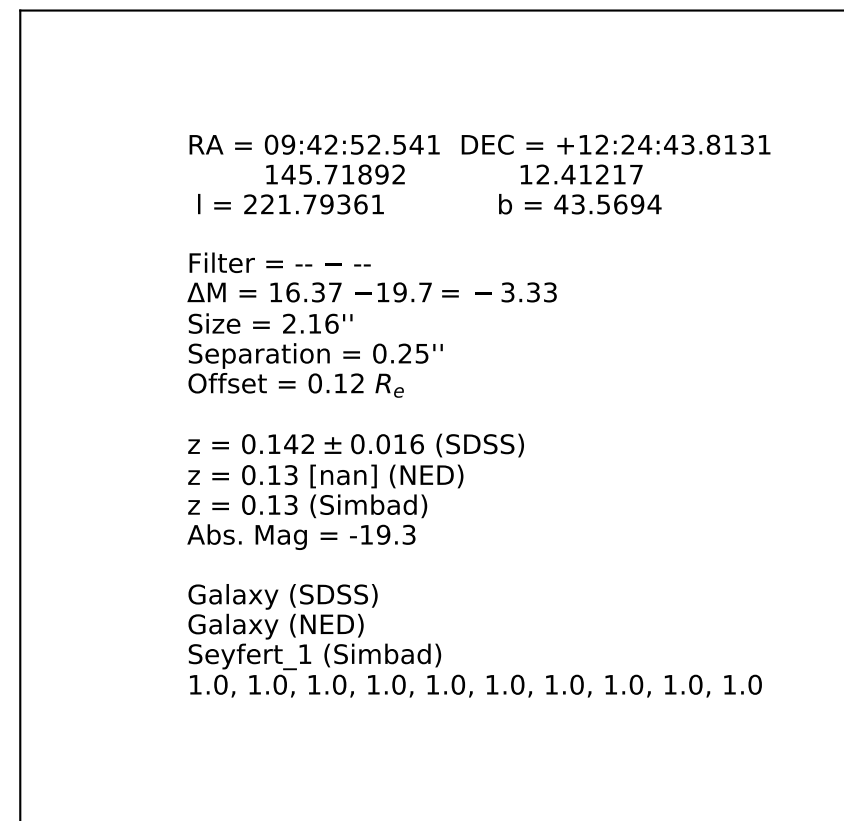 RA = 09:42:52.541 DEC = +12:24:43.8131
145.71892 12.41217
l = 221.79361 b = 43.5694
Filter = -- − --
ΔM = 16.37 −19.7 = −3.33
Size = 2.16''
Separation = 0.25''
Offset = 0.12 Re
z = 0.142 ± 0.016 (SDSS)
z = 0.13 [nan] (NED)
z = 0.13 (Simbad)
Abs. Mag = -19.3
Galaxy (SDSS)
Galaxy (NED)
Seyfert_1 (Simbad)
1.0, 1.0, 1.0, 1.0, 1.0, 1.0, 1.0, 1.0, 1.0, 1.0